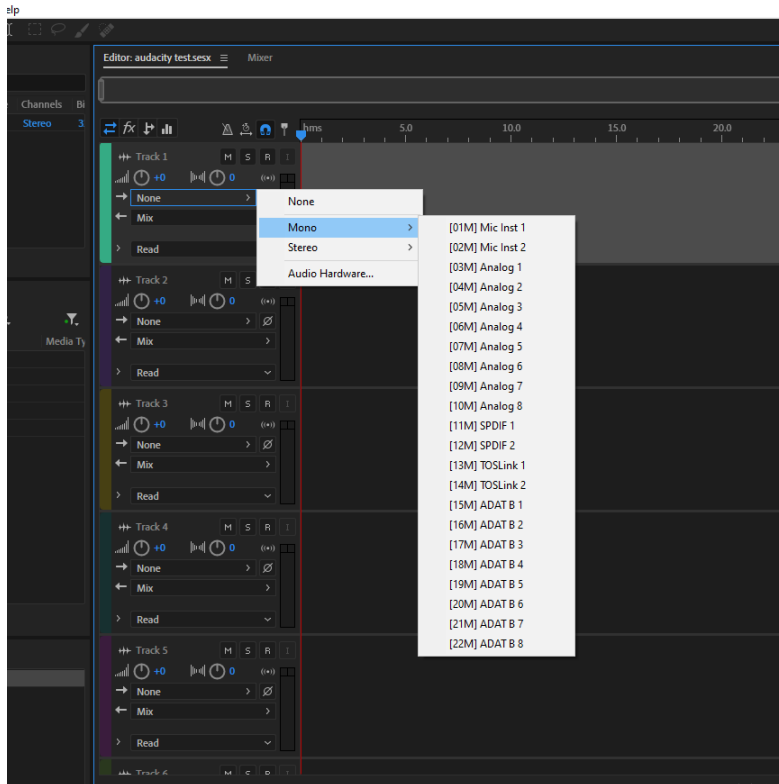 elp
Editor: audacity test.sesx
Mixer
Channels Bi
Stereo 3
fx
hms 5.0 10.0 15.0 20.0
Track 1 M S R I
+0 0
None
Mix
Read
None
Mono
Stereo
Audio Hardware...
[01M] Mic Inst 1
[02M] Mic Inst 2
[03M] Analog 1
[04M] Analog 2
[05M] Analog 3
[06M] Analog 4
[07M] Analog 5
[08M] Analog 6
[09M] Analog 7
[10M] Analog 8
[11M] SPDIF 1
[12M] SPDIF 2
[13M] TOSLink 1
[14M] TOSLink 2
[15M] ADAT B 1
[16M] ADAT B 2
[17M] ADAT B 3
[18M] ADAT B 4
[19M] ADAT B 5
[20M] ADAT B 6
[21M] ADAT B 7
[22M] ADAT B 8
Track 2 M S
+0 0
None
Mix
Read
Media Ty
Track 3 M S R I
+0 0
None
Mix
Read
Track 4 M S R I
+0 0
None
Mix
Read
Track 5 M S R I
+0 0
None
Mix
Read
Track 6 M S R I